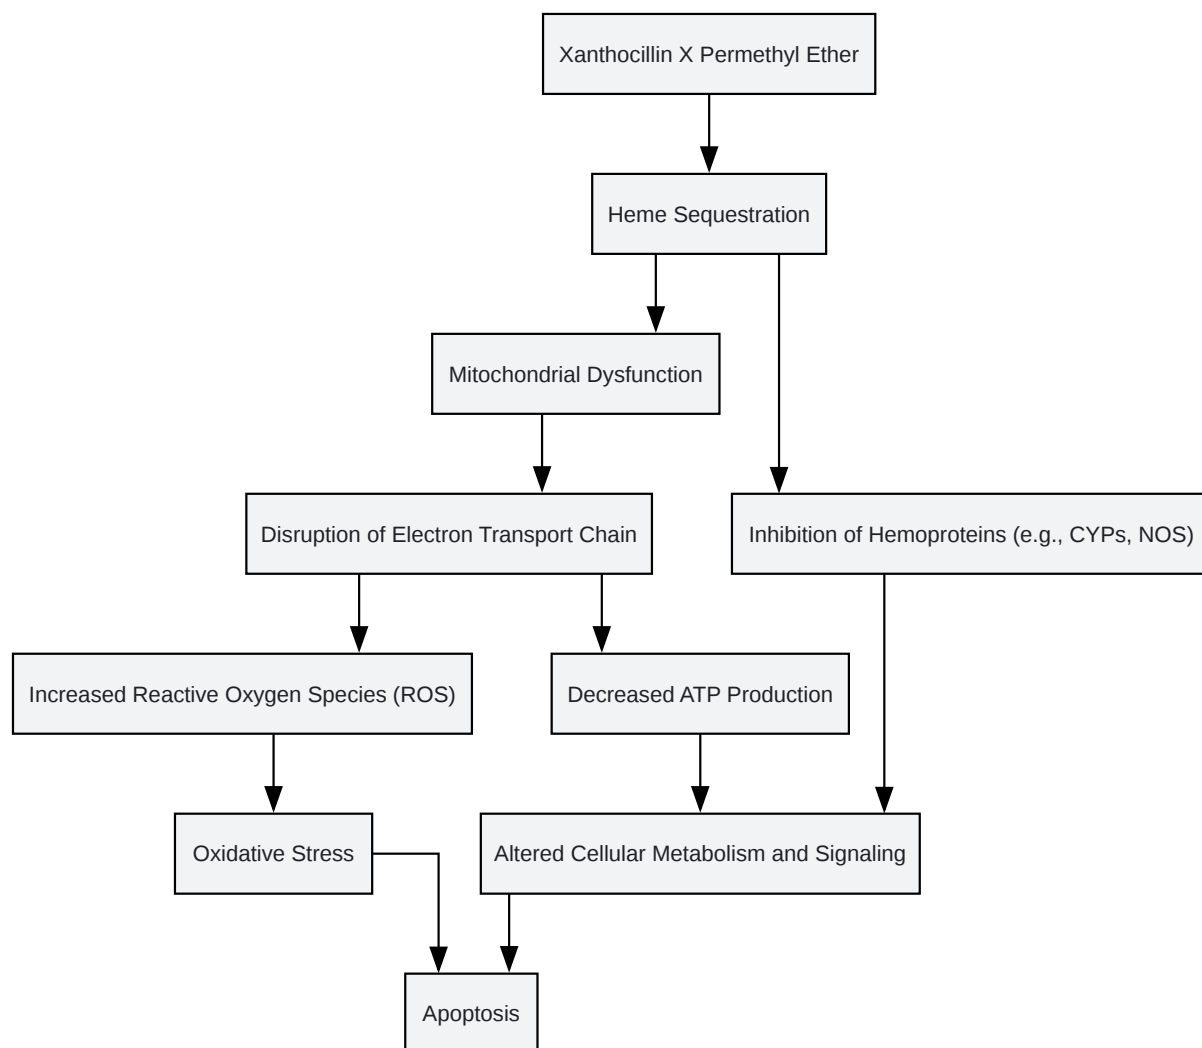 Xanthocillin X Permethyl Ether
Heme Sequestration
Mitochondrial Dysfunction
Disruption of Electron Transport Chain
Inhibition of Hemoproteins (e.g., CYPs, NOS)
Increased Reactive Oxygen Species (ROS)
Decreased ATP Production
Oxidative Stress
Altered Cellular Metabolism and Signaling
Apoptosis